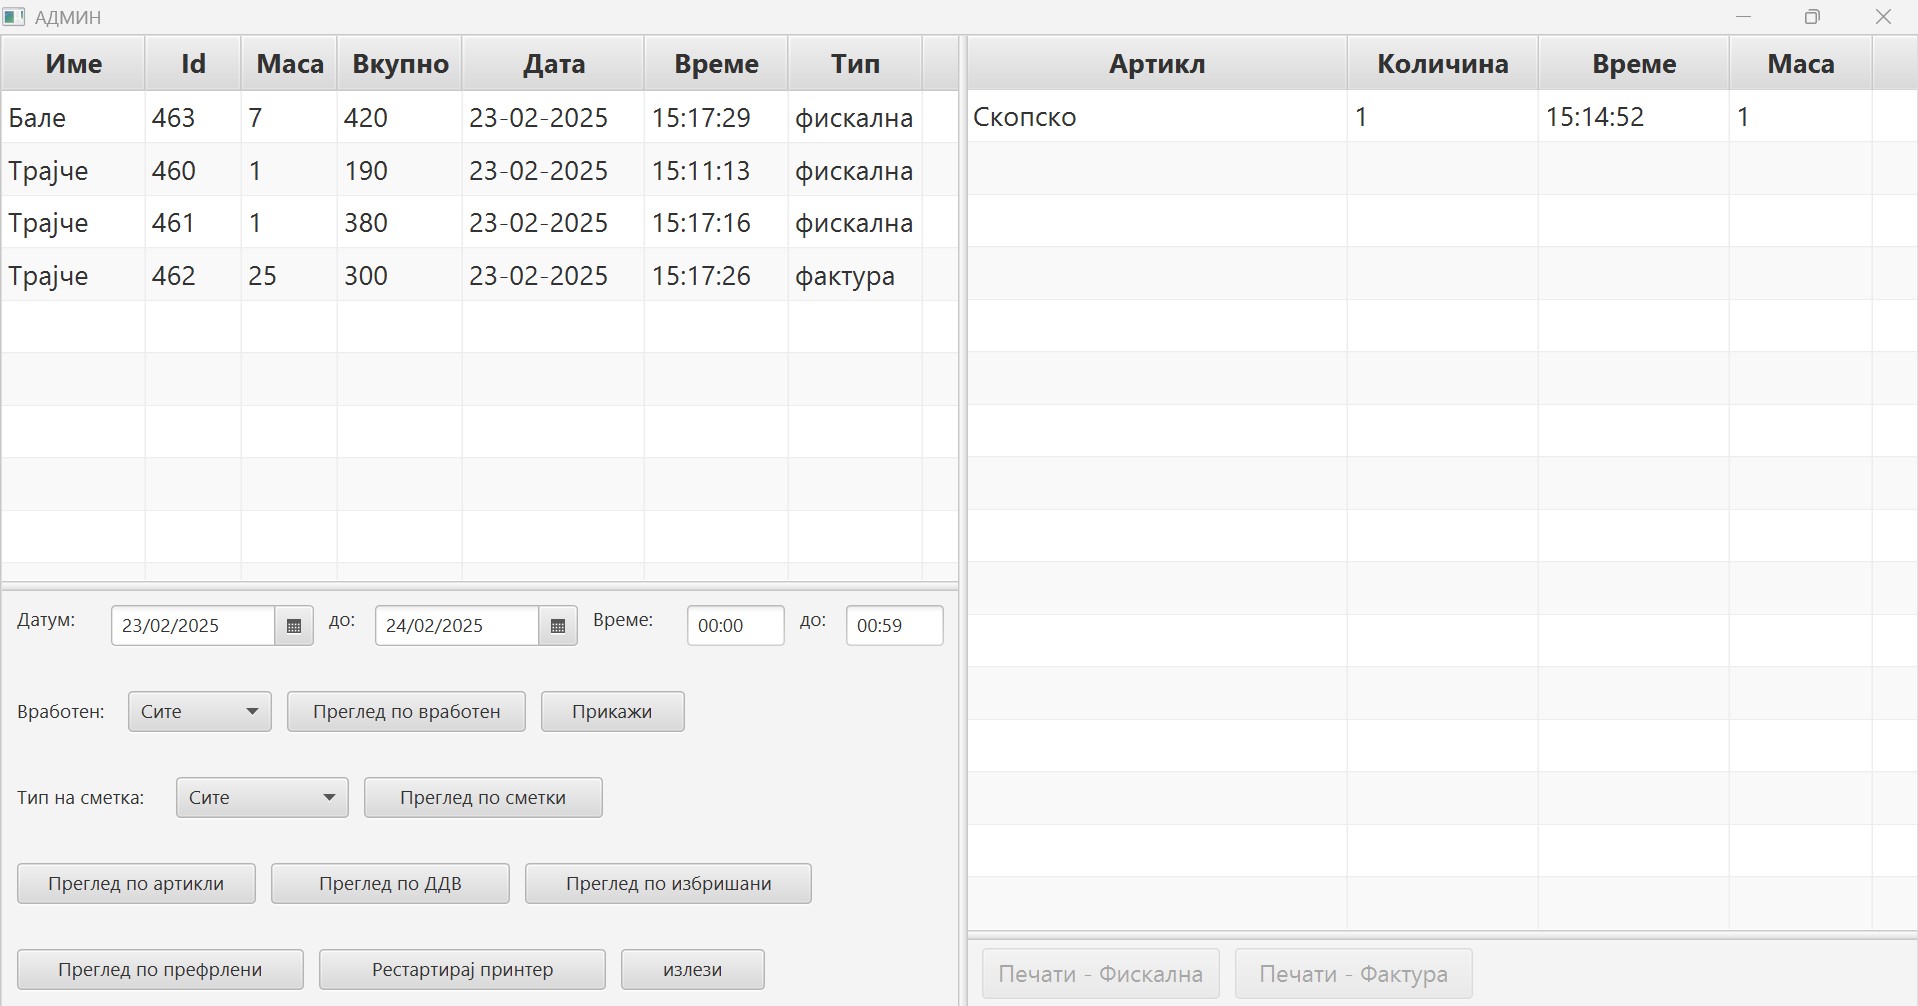 АДМИН
Име Id Маса Вкупно Дата Време Тип
Бале 463 7 420 23-02-2025 15:17:29 фискална
Трајче 460 1 190 23-02-2025 15:11:13 фискална
Трајче 461 1 380 23-02-2025 15:17:16 фискална
Трајче 462 25 300 23-02-2025 15:17:26 фактура
Датум: 23/02/2025 до: 24/02/2025 Време: 00:00 до: 00:59
Вработен: Сите Преглед по вработен Прикажи
Тип на сметка: Сите Преглед по сметки
Преглед по артикли Преглед по ДДВ Преглед по избришани
Преглед по префрлени Рестартирај принтер излези
Артикл Количина Време Маса
Скопско 1 15:14:52 1
Печати - Фискална Печати - Фактура